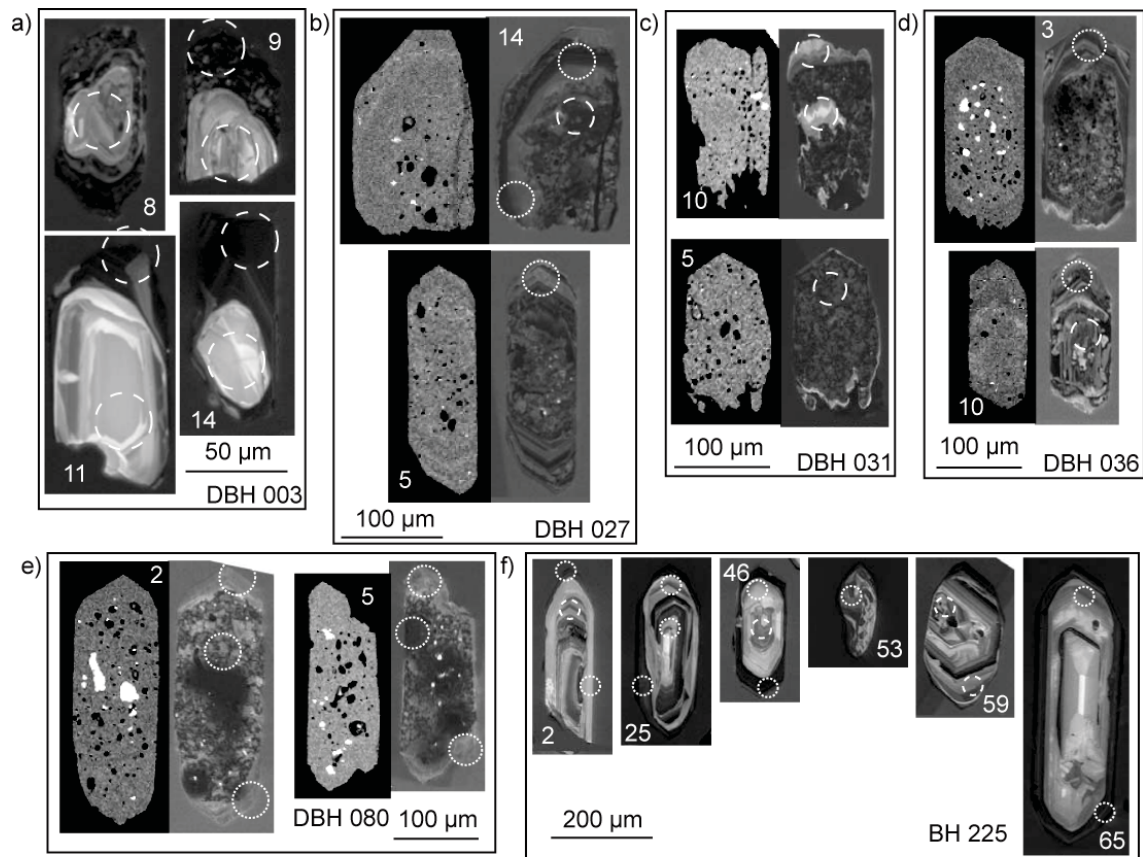 a)
9
8
14
11
50 µm
DBH 003
b)
14
5
100 µm
DBH 027
c)
10
5
100 µm
DBH 031
d)
3
10
100 µm
DBH 036
e)
2
5
DBH 080
100 µm
f)
46
53
2
25
59
200 µm
BH 225
65